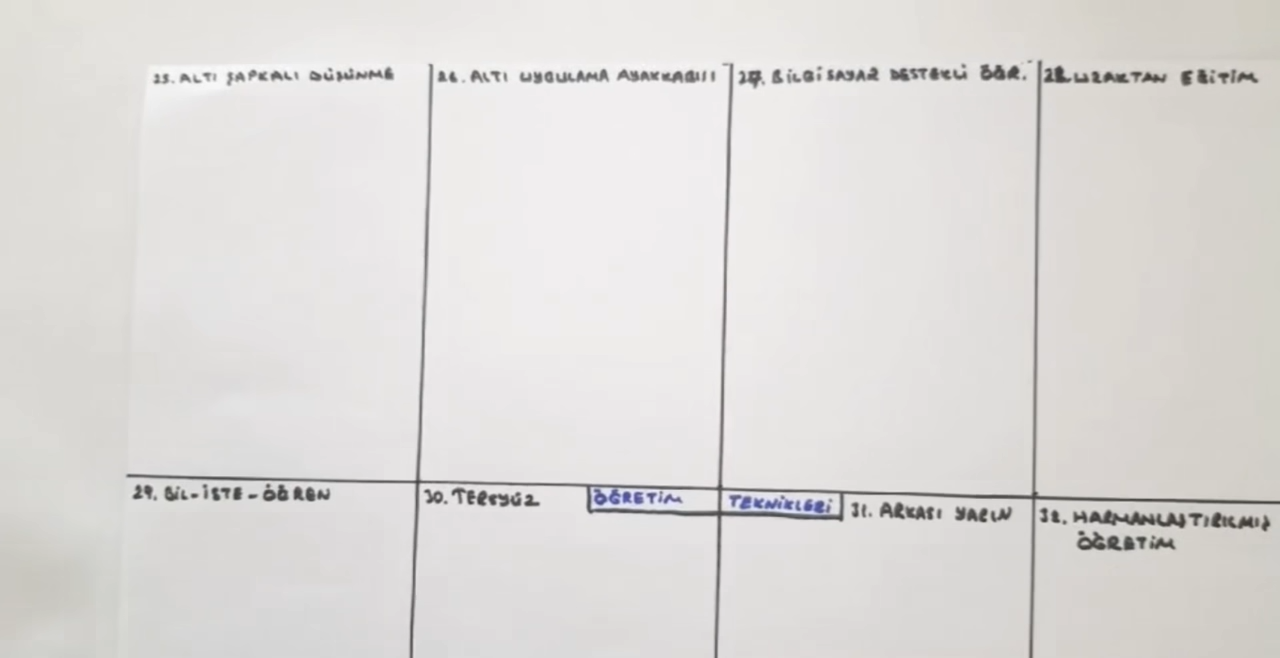 25. ALTI ŞAPKALI DÜŞÜNME
26. ALTI UYGULAMA AYAKKABISI
27. BİLGİSAYAR DESTEKLİ ÖĞR.
28. UZAKTAN EĞİTİM
29. BİL-İSTE-ÖĞREN
30. TERSYÜZ
ÖĞRETİM TEKNİKLERİ
31. ARKASI YARIN
32. HARMANLAŞTIRILMIŞ
ÖĞRETİM